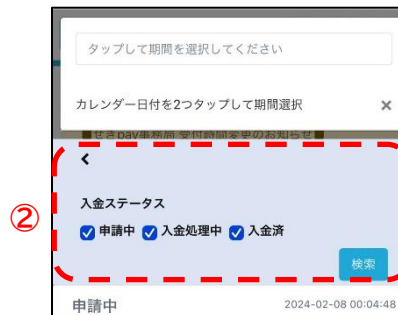 タップして期間を選択してください
カレンダー日付を2つタップして期間選択 ×
■せきpay事務局 受付時間変更のお知らせ■
②
入金ステータス
申請中 入金処理中 入金済
検索
申請中 2024-02-08 00:04:48